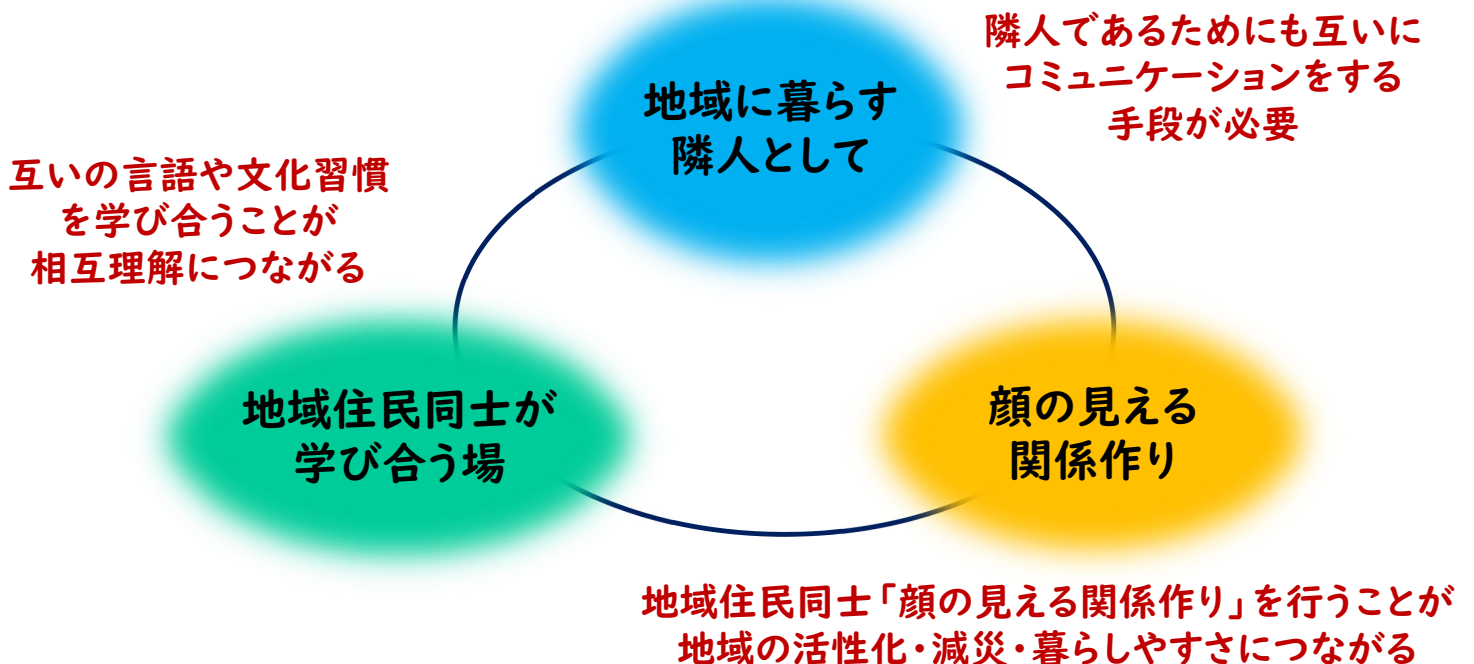 隣人であるためにも互いに
コミュニケーションをする
手段が必要
地域に暮らす
隣人として
互いの言語や文化習慣
を学び合うことが
相互理解につながる
地域住民同士が
学び合う場
顔の見える
関係作り
地域住民同士「顔の見える関係作り」を行うことが
地域の活性化・減災・暮らしやすさにつながる